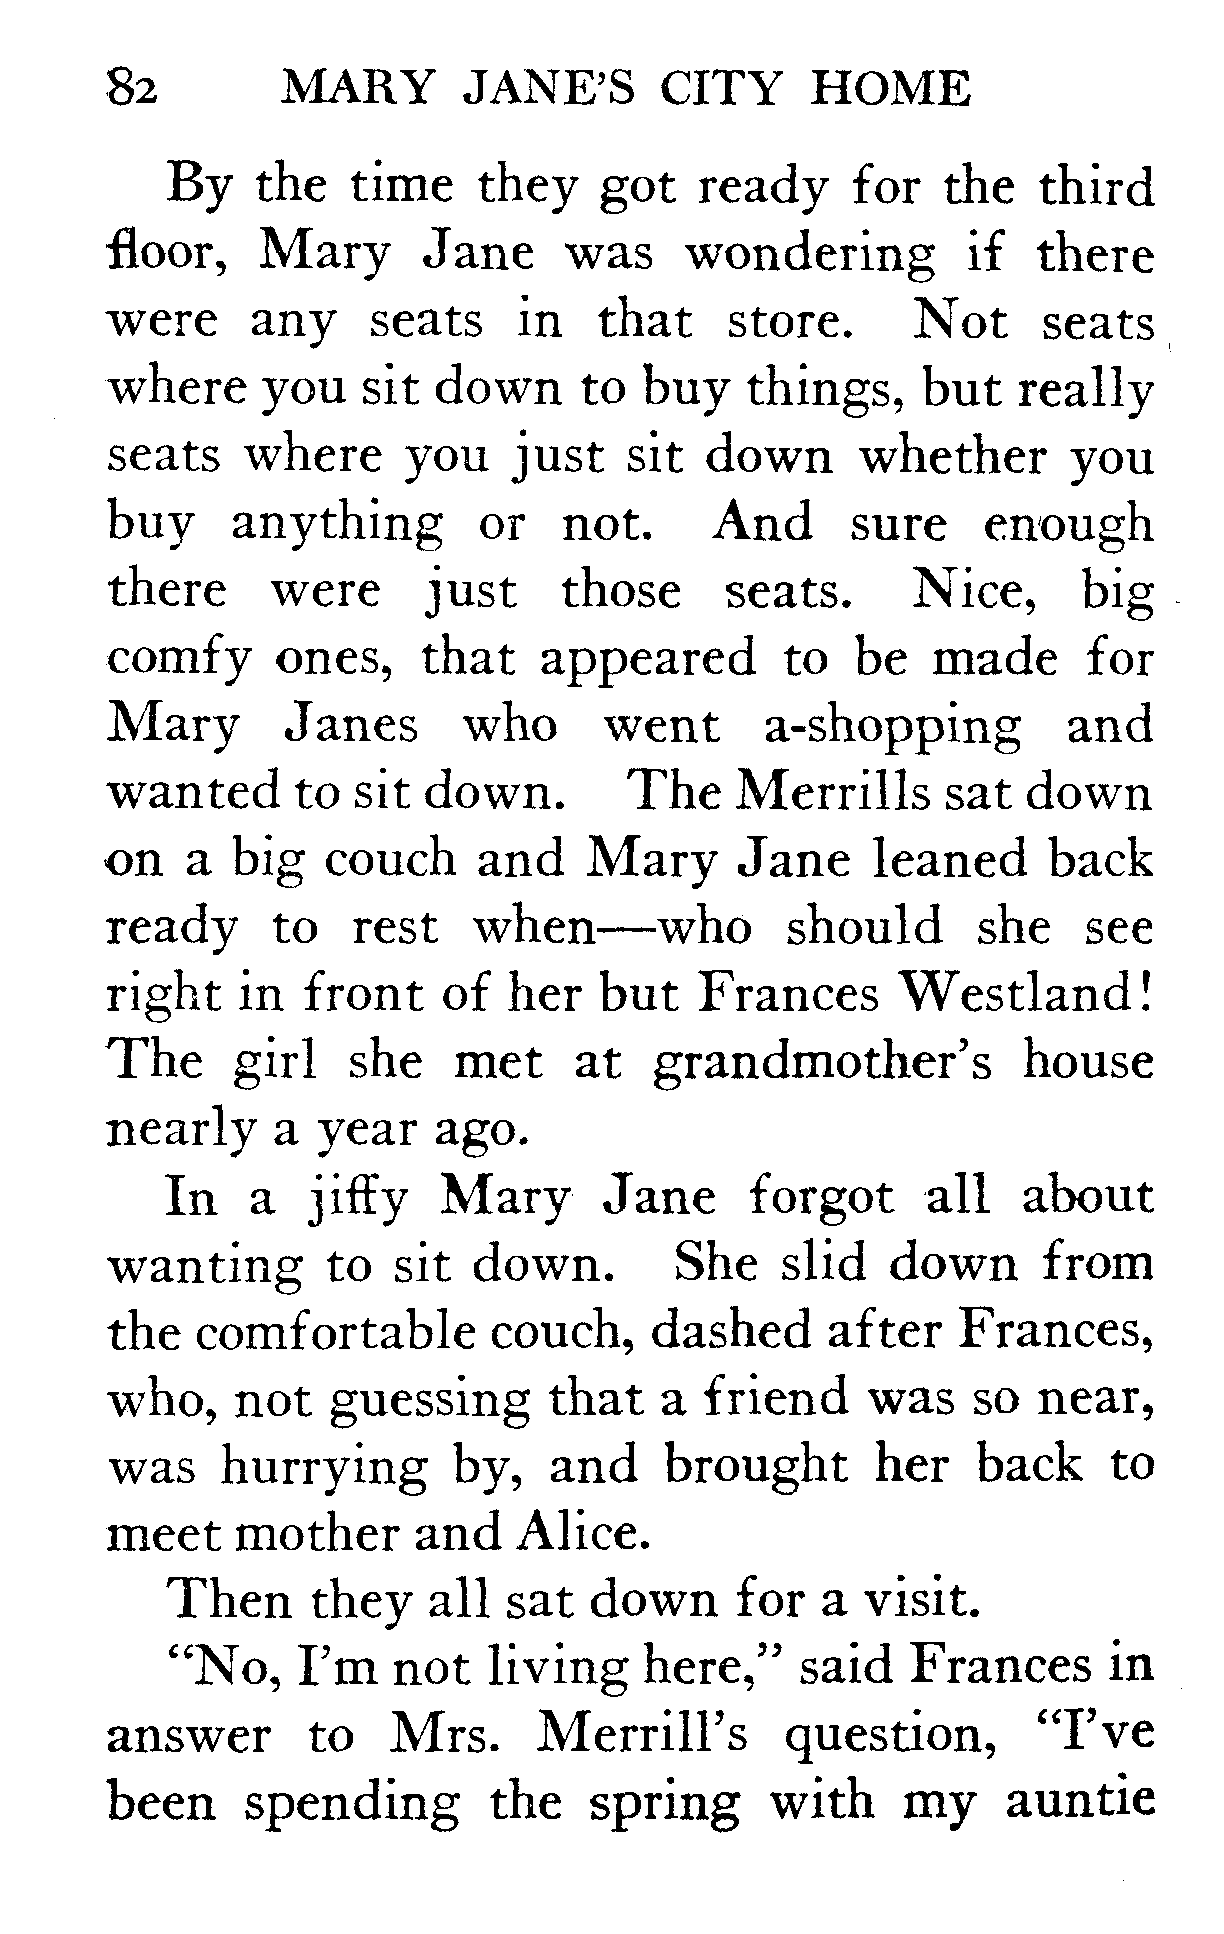 82 MARY JANE'S CITY HOME
By the time they got ready for the third
floor, Mary Jane was wondering if there
were any seats in that store. Not seats
where you sit down to buy things, but really
seats where you just sit down whether you
buy anything or not. And sure enough
there were just those seats. Nice, big
comfy ones, that appeared to be made for
Mary Janes who went a-shopping and
wanted to sit down. The Merrills sat down
on a big couch and Mary Jane leaned back
ready to rest when—who should she see
right in front of her but Frances Westland!
The girl she met at grandmother's house
nearly a year ago.
In a jiffy Mary Jane forgot all about
wanting to sit down. She slid down from
the comfortable couch, dashed after Frances,
who, not guessing that a friend was so near,
was hurrying by, and brought her back to
meet mother and Alice.
Then they all sat down for a visit.
"No, I'm not living here," said Frances in
answer to Mrs. Merrill's question, "I've
been spending the spring with my auntie